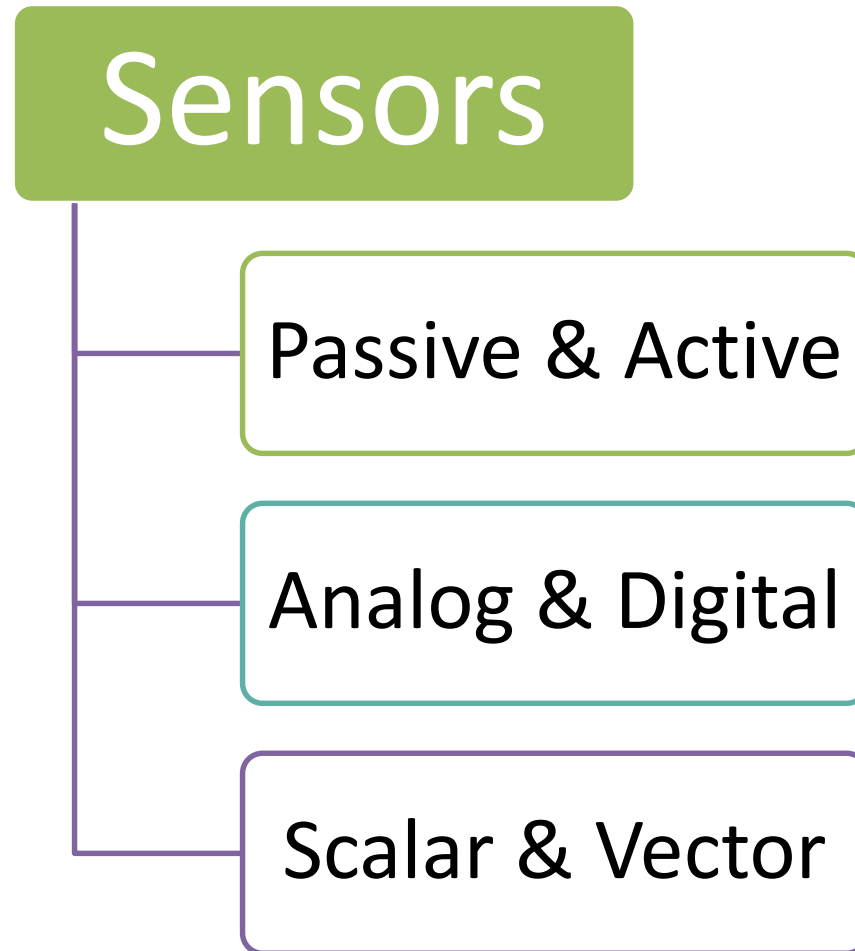 Sensors
Passive & Active
Analog & Digital
Scalar & Vector